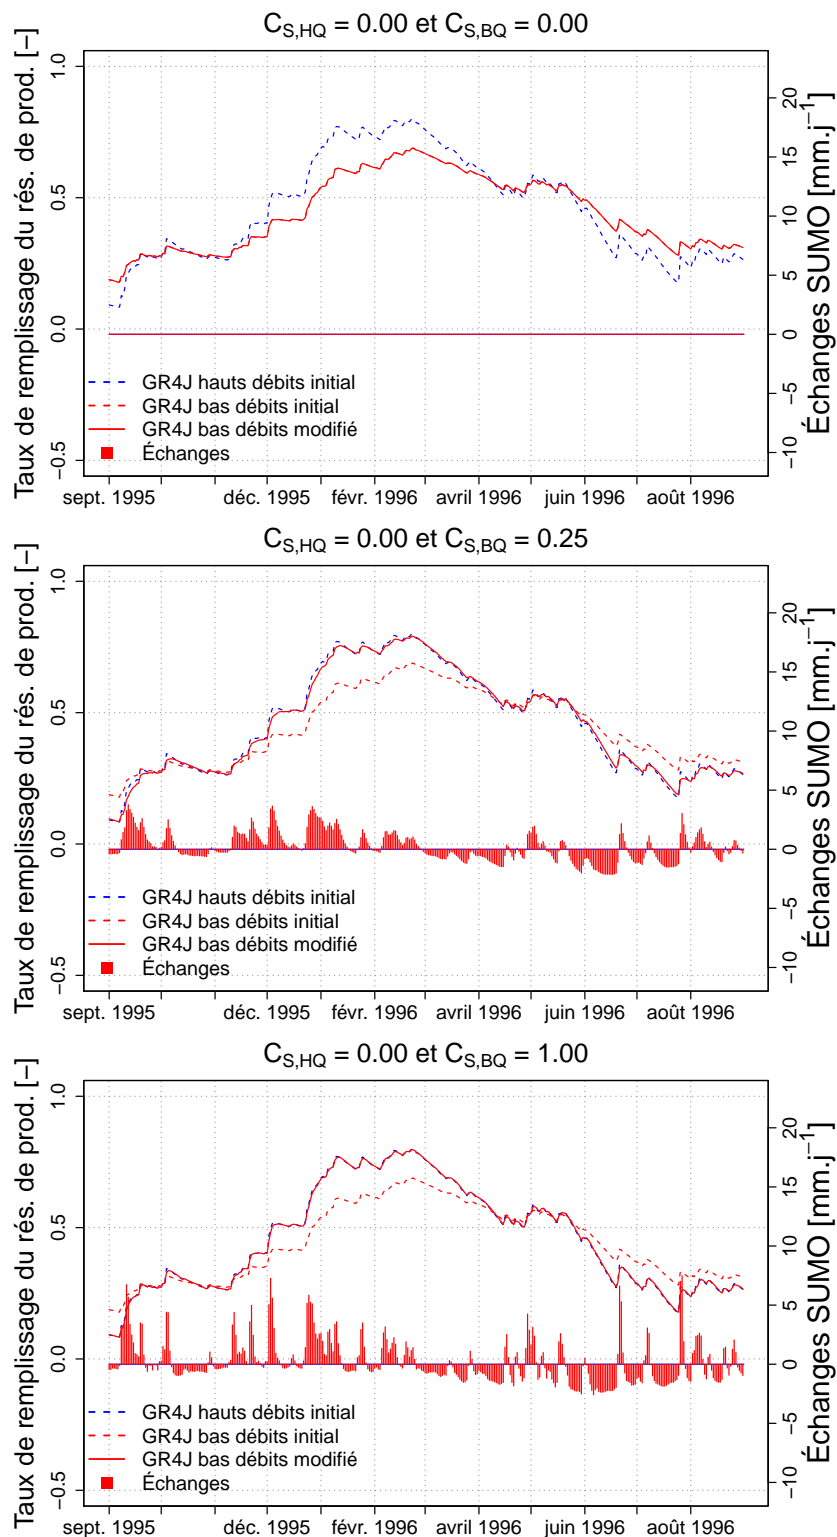 C_S,HQ = 0.00 et C_S,BQ = 0.00
Taux de remplissage du rés. de prod. [−]
1.0
0.5
0.0
−0.5
20
15
10
5
0
−5
−10
Échanges SUMO [mm.j⁻¹]
GR4J hauts débits initial
GR4J bas débits initial
GR4J bas débits modifié
Échanges
sept. 1995 déc. 1995 févr. 1996 avril 1996 juin 1996 août 1996
C_S,HQ = 0.00 et C_S,BQ = 0.25
Taux de remplissage du rés. de prod. [−]
1.0
0.5
0.0
−0.5
20
15
10
5
0
−5
−10
Échanges SUMO [mm.j⁻¹]
GR4J hauts débits initial
GR4J bas débits initial
GR4J bas débits modifié
Échanges
sept. 1995 déc. 1995 févr. 1996 avril 1996 juin 1996 août 1996
C_S,HQ = 0.00 et C_S,BQ = 1.00
Taux de remplissage du rés. de prod. [−]
1.0
0.5
0.0
−0.5
20
15
10
5
0
−5
−10
Échanges SUMO [mm.j⁻¹]
GR4J hauts débits initial
GR4J bas débits initial
GR4J bas débits modifié
Échanges
sept. 1995 déc. 1995 févr. 1996 avril 1996 juin 1996 août 1996